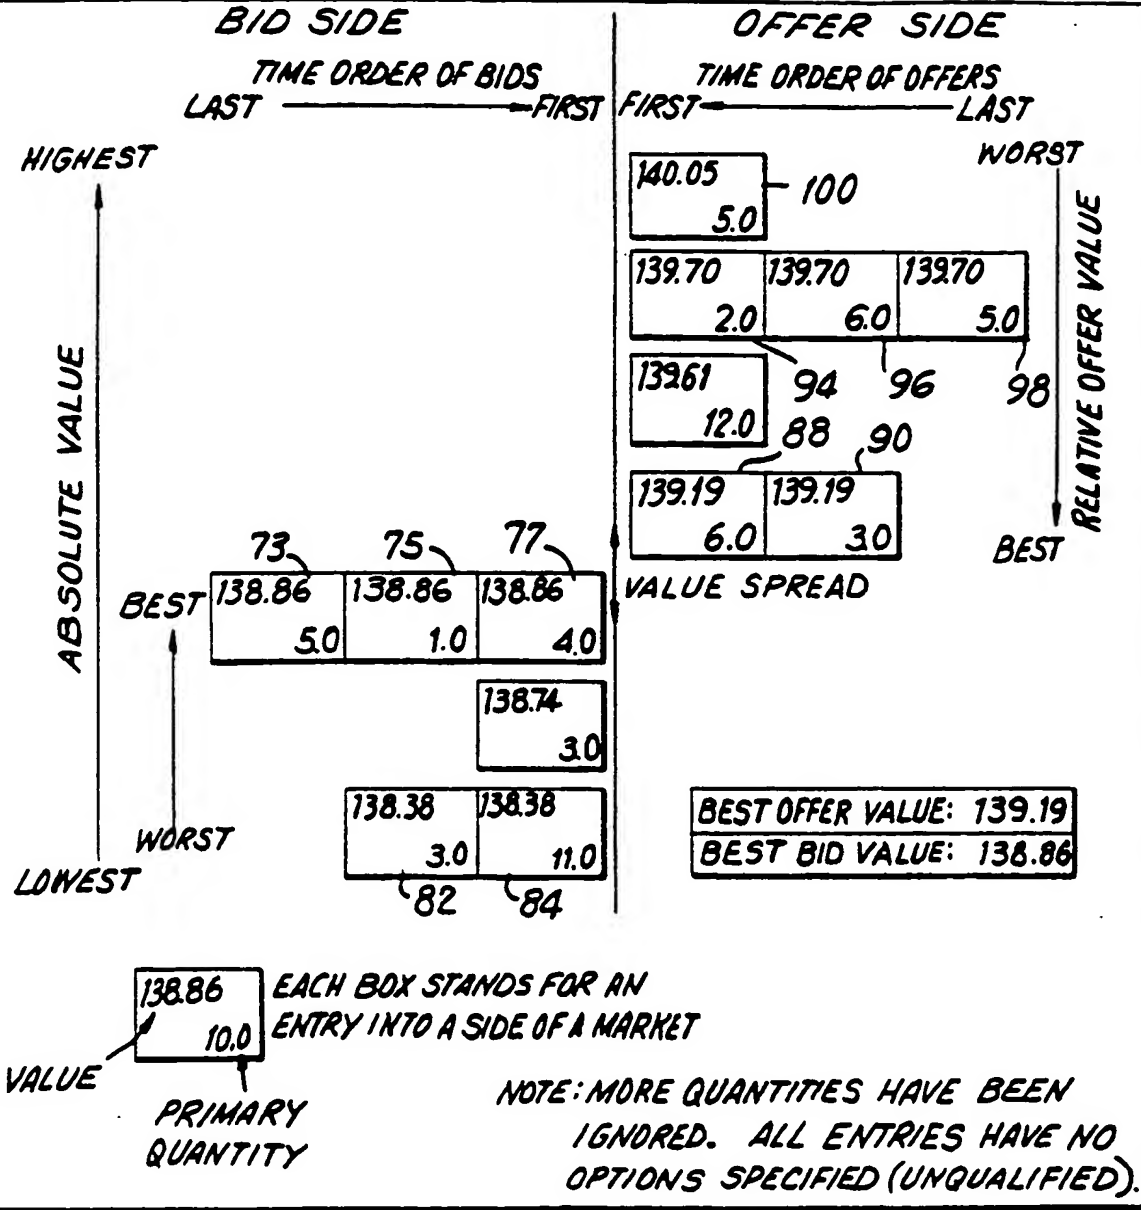 BID SIDE
OFFER SIDE
TIME ORDER OF BIDS
TIME ORDER OF OFFERS
LAST
FIRST
FIRST
LAST
HIGHEST
WORST
140.05
5.0
100
139.70
2.0
139.70
6.0
139.70
5.0
94
96
98
RELATIVE OFFER VALUE
139.61
12.0
88
90
139.19
6.0
139.19
3.0
BEST
VALUE SPREAD
ABSOLUTE VALUE
73
75
77
BEST
138.86
5.0
138.86
1.0
138.86
4.0
138.74
3.0
138.38
3.0
138.38
11.0
82
84
WORST
LOWEST
BEST OFFER VALUE: 139.19
BEST BID VALUE: 138.86
138.86
10.0
EACH BOX STANDS FOR AN
ENTRY INTO A SIDE OF A MARKET
VALUE
PRIMARY
QUANTITY
NOTE: MORE QUANTITIES HAVE BEEN
IGNORED. ALL ENTRIES HAVE NO
OPTIONS SPECIFIED (UNQUALIFIED).